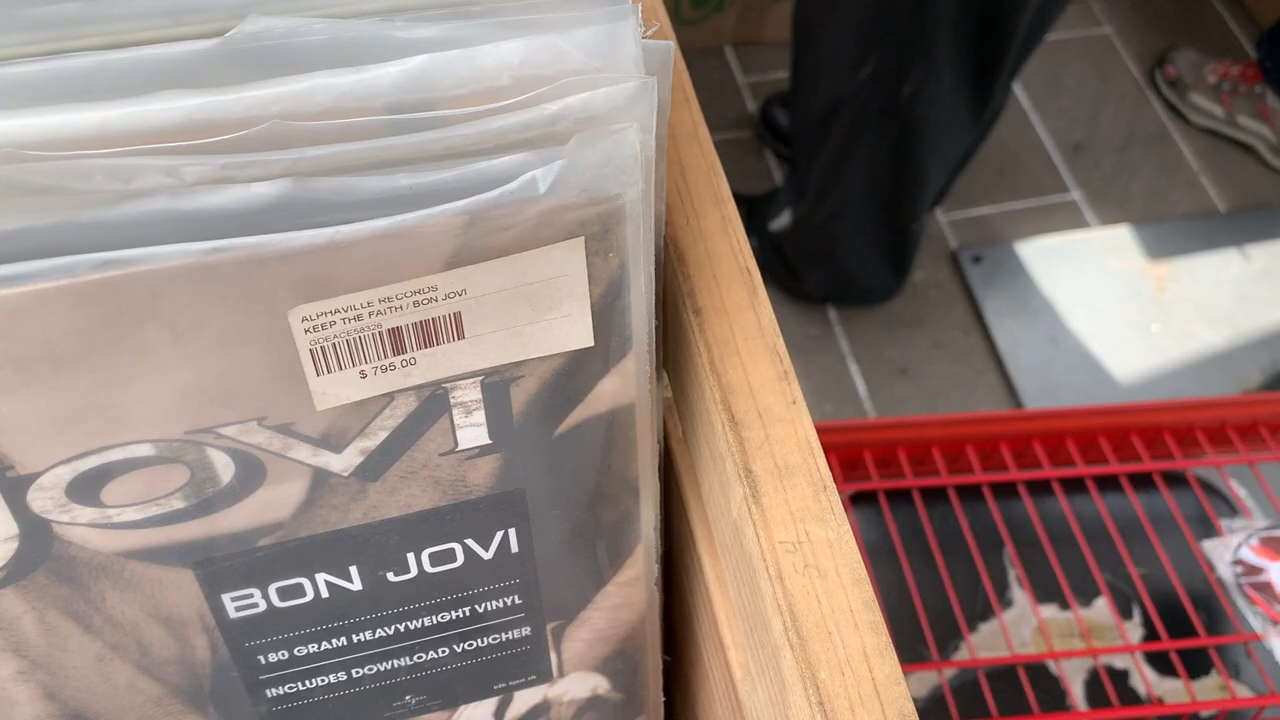 ALPHAVILLE RECORDS
KEEP THE FAITH / BON JOVI
GDEACE58326
$ 795.00
JOVI
BON JOVI
180 GRAM HEAVYWEIGHT VINYL
INCLUDES DOWNLOAD VOUCHER